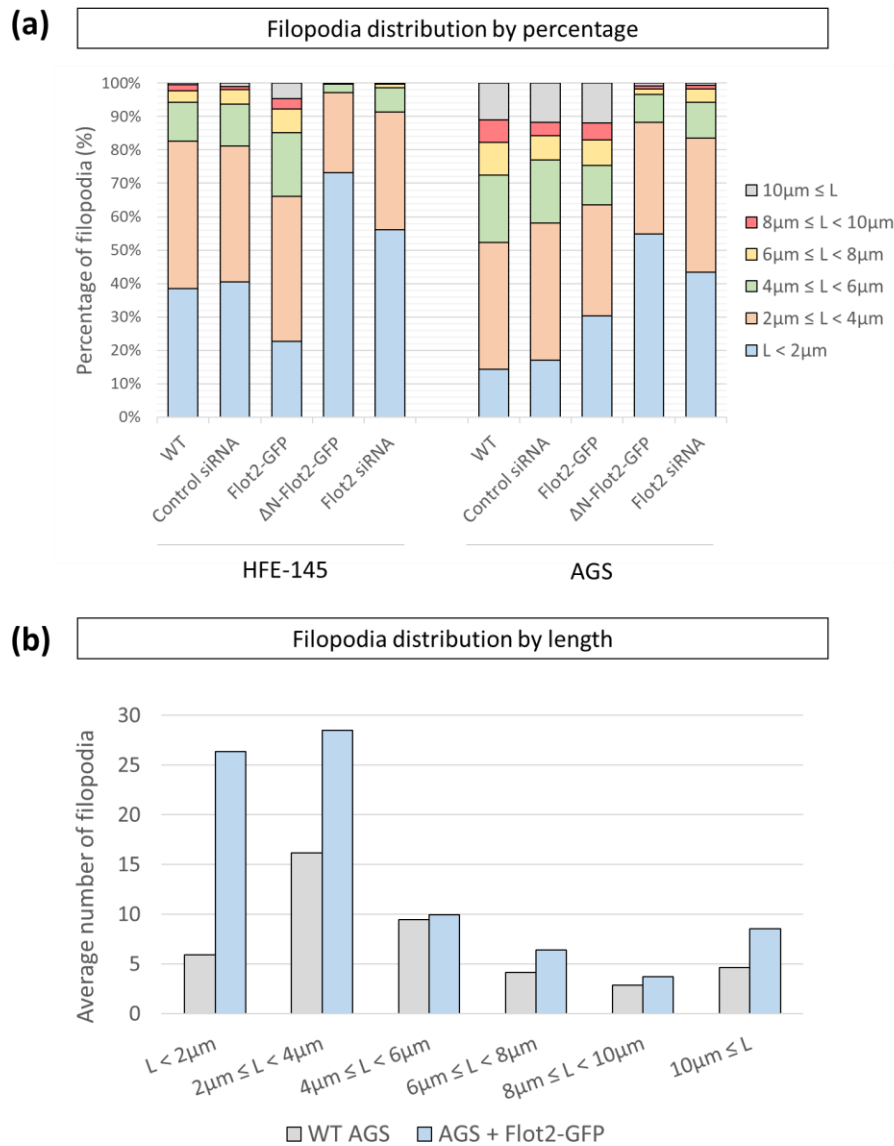 (a)
Filopodia distribution by percentage
Percentage of filopodia (%)
100%
90%
80%
70%
60%
50%
40%
30%
20%
10%
0%
10µm ≤ L
8µm ≤ L < 10µm
6µm ≤ L < 8µm
4µm ≤ L < 6µm
2µm ≤ L < 4µm
L < 2µm
WT
Control siRNA
Flot2-GFP
ΔN-Flot2-GFP
Flot2 siRNA
WT
Control siRNA
Flot2-GFP
ΔN-Flot2-GFP
Flot2 siRNA
HFE-145
AGS
(b)
Filopodia distribution by length
Average number of filopodia
30
25
20
15
10
5
0
L < 2µm
2µm ≤ L < 4µm
4µm ≤ L < 6µm
6µm ≤ L < 8µm
8µm ≤ L < 10µm
10µm ≤ L
WT AGS
AGS + Flot2-GFP